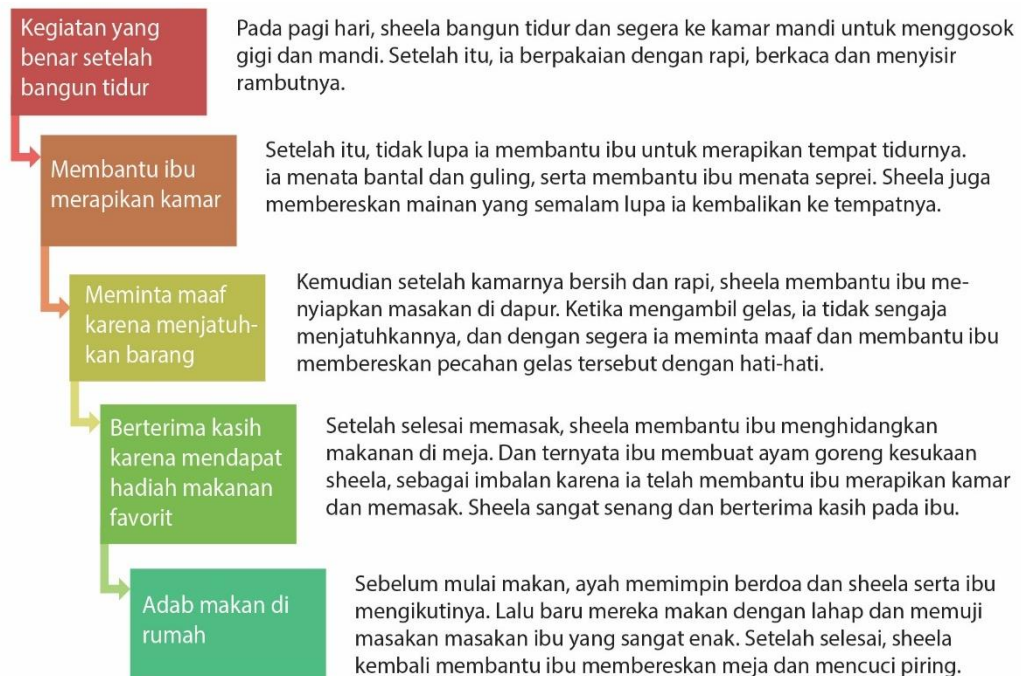 Kegiatan yang
benar setelah
bangun tidur
Pada pagi hari, sheela bangun tidur dan segera ke kamar mandi untuk menggosok
gigi dan mandi. Setelah itu, ia berpakaian dengan rapi, berkaca dan menyisir
rambutnya.
Membantu ibu
merapikan kamar
Setelah itu, tidak lupa ia membantu ibu untuk merapikan tempat tidurnya.
ia menata bantal dan guling, serta membantu ibu menata seprei. Sheela juga
membereskan mainan yang semalam lupa ia kembalikan ke tempatnya.
Meminta maaf
karena menjatuh-
kan barang
Kemudian setelah kamarnya bersih dan rapi, sheela membantu ibu me-
nyiapkan masakan di dapur. Ketika mengambil gelas, ia tidak sengaja
menjatuhkannya, dan dengan segera ia meminta maaf dan membantu ibu
membereskan pecahan gelas tersebut dengan hati-hati.
Berterima kasih
karena mendapat
hadiah makanan
favorit
Setelah selesai memasak, sheela membantu ibu menghidangkan
makanan di meja. Dan ternyata ibu membuat ayam goreng kesukaan
sheela, sebagai imbalan karena ia telah membantu ibu merapikan kamar
dan memasak. Sheela sangat senang dan berterima kasih pada ibu.
Adab makan di
rumah
Sebelum mulai makan, ayah memimpin berdoa dan sheela serta ibu
mengikutinya. Lalu baru mereka makan dengan lahap dan memuji
masakan masakan ibu yang sangat enak. Setelah selesai, sheela
kembali membantu ibu membereskan meja dan mencuci piring.